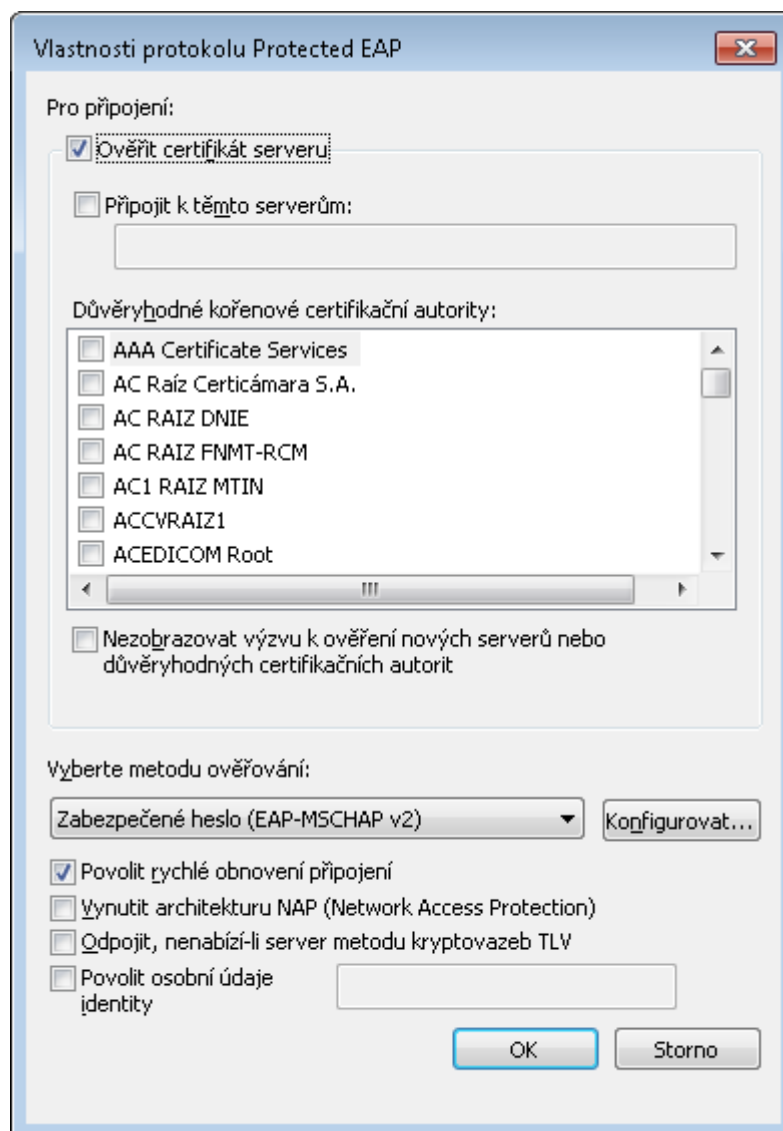 Vlastnosti protokolu Protected EAP
Pro připojení:
Ověřit certifikát serveru
Připojit k těmto serverům:
Důvěryhodné kořenové certifikační autority:
AAA Certificate Services
AC Raíz Certicámara S.A.
AC RAIZ DNIE
AC RAIZ FNMT-RCM
AC1 RAIZ MTIN
ACCVRAIZ1
ACEDICOM Root
Nezobrazovat výzvu k ověření nových serverů nebo
důvěryhodných certifikačních autorit
Vyberte metodu ověřování:
Zabezpečené heslo (EAP-MSCHAP v2)
Konfigurovat...
Povolit rychlé obnovení připojení
Vynutit architekturu NAP (Network Access Protection)
Odpojit, nenabízí-li server metodu kryptovazeb TLV
Povolit osobní údaje
identity
OK
Storno